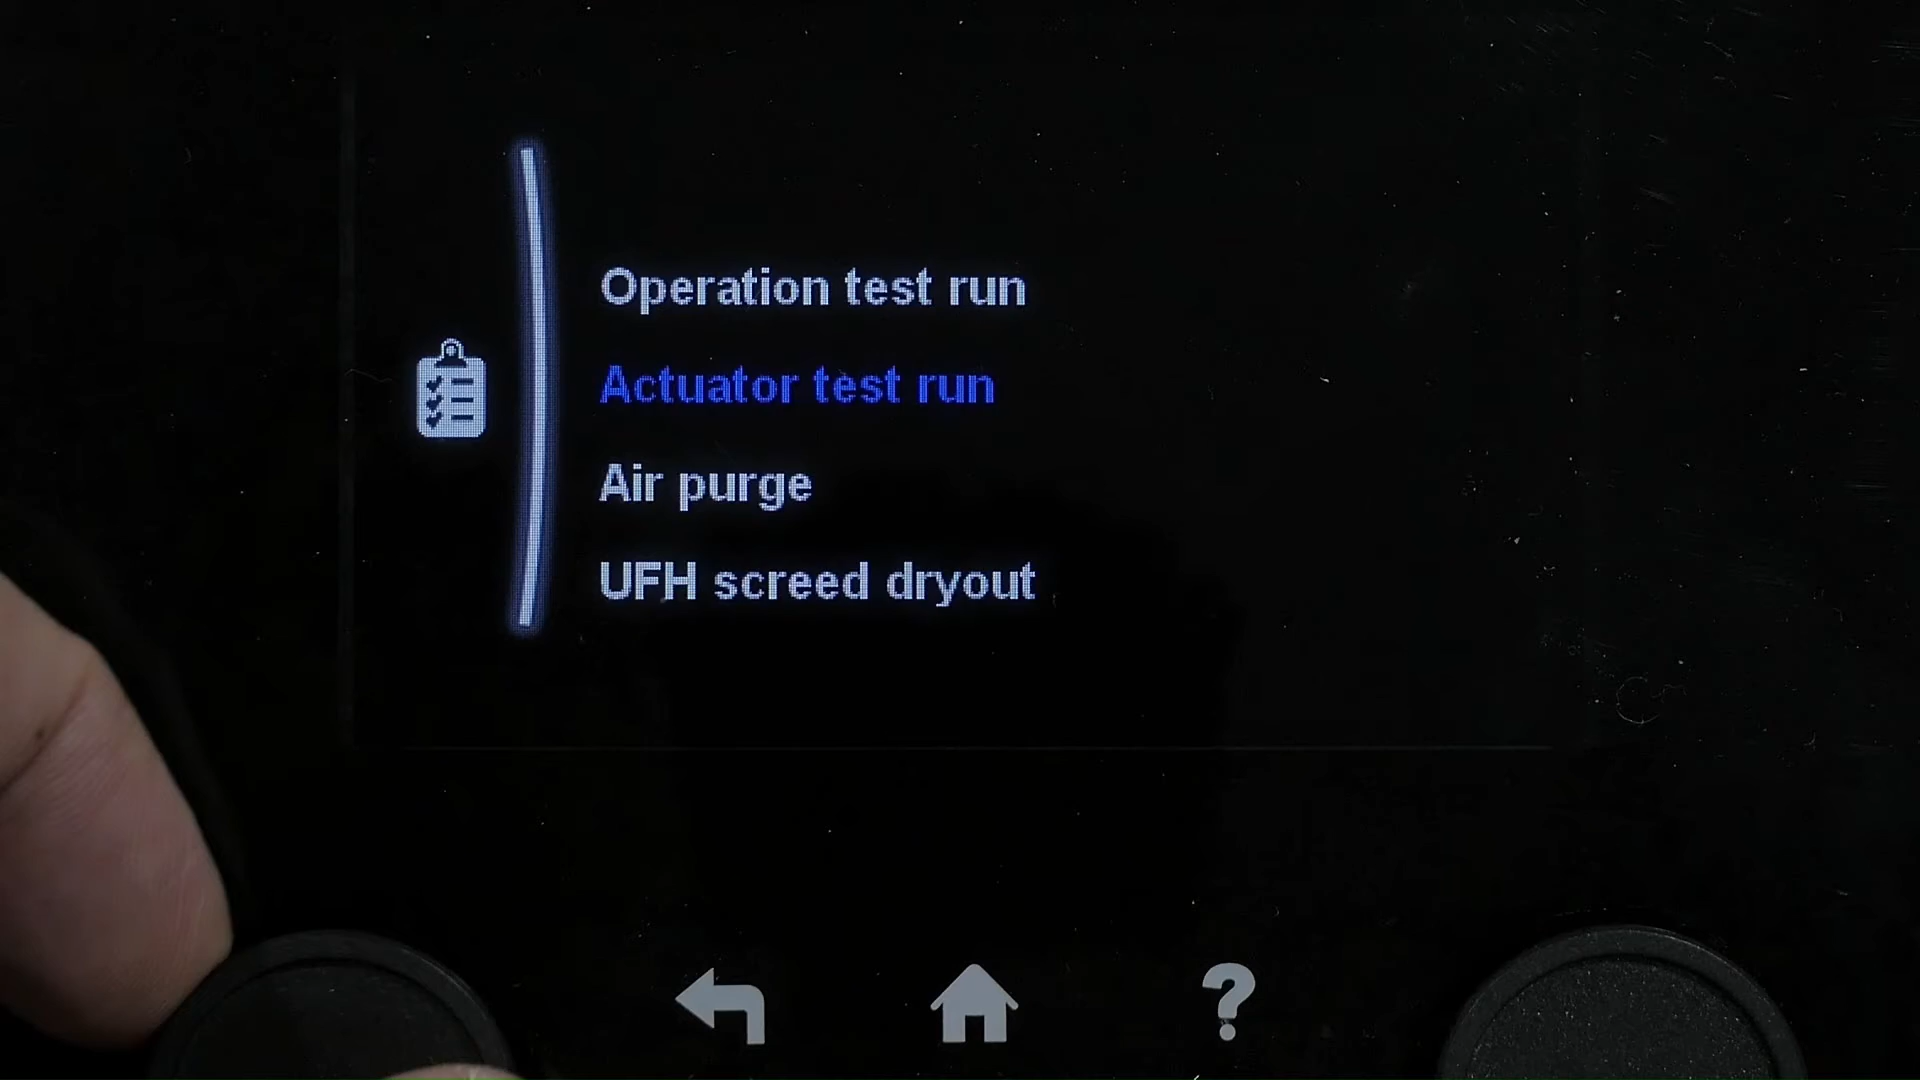 Operation test run
Actuator test run
Air purge
UFH screed dryout
?